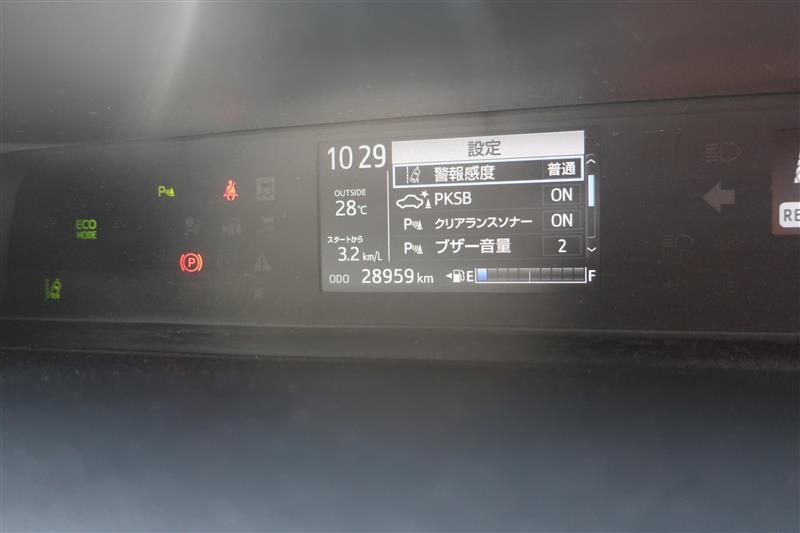 10 29
設定
警報感度 普通
OUTSIDE
28℃
PKSB ON
P クリアランスソナー ON
スタートから
3.2 km/L
P ブザー音量 2
ODO 28959 km
E F
P
ECO
MODE
P
RE